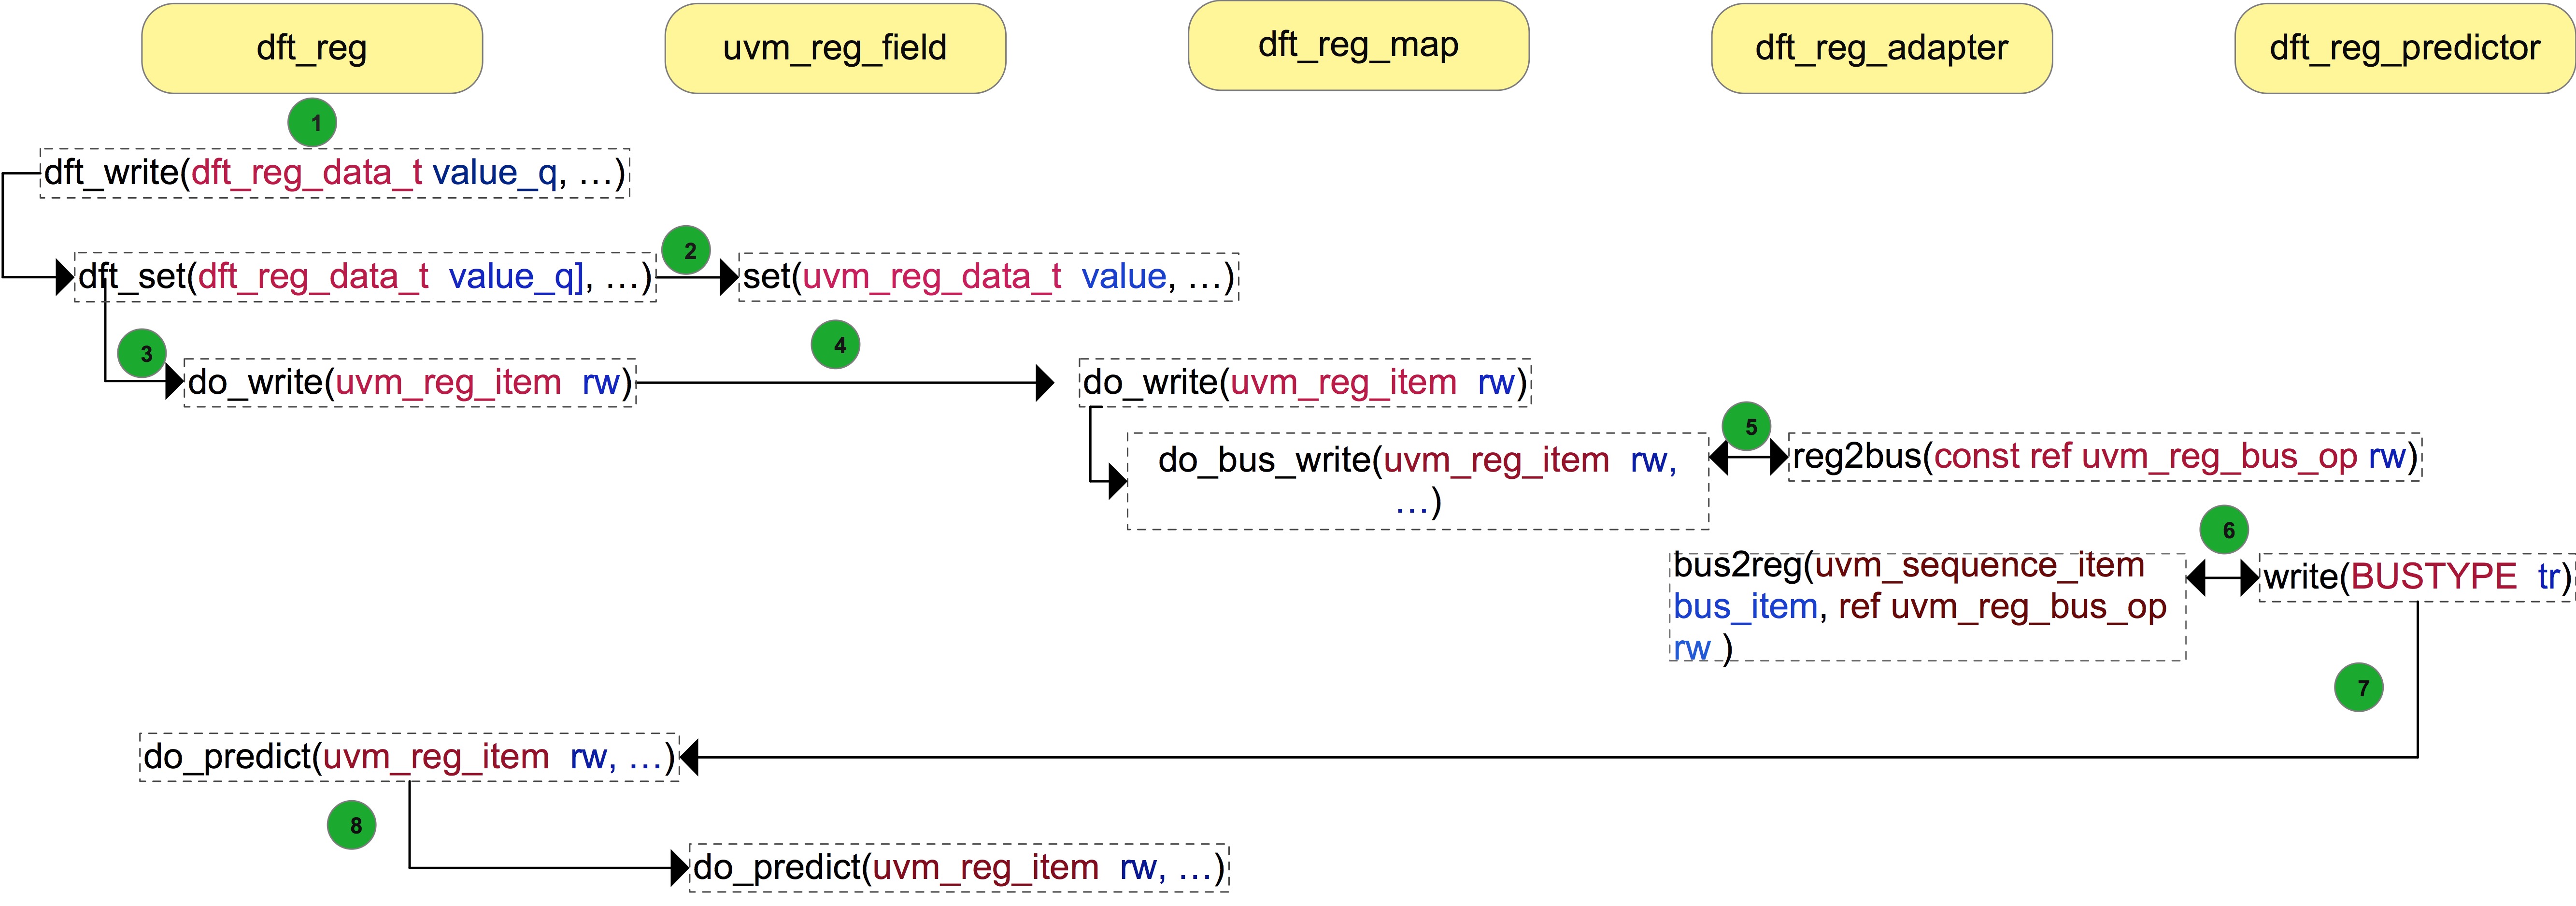 dft_reg
uvm_reg_field
dft_reg_map
dft_reg_adapter
dft_reg_predictor
1
dft_write(dft_reg_data_t value_q, …)
2
dft_set(dft_reg_data_t value_q], …)
set(uvm_reg_data_t value, …)
3
4
do_write(uvm_reg_item rw)
do_write(uvm_reg_item rw)
5
do_bus_write(uvm_reg_item rw,
…)
reg2bus(const ref uvm_reg_bus_op rw)
6
bus2reg(uvm_sequence_item
bus_item, ref uvm_reg_bus_op
rw )
write(BUSTYPE tr)
7
do_predict(uvm_reg_item rw, …)
8
do_predict(uvm_reg_item rw, …)